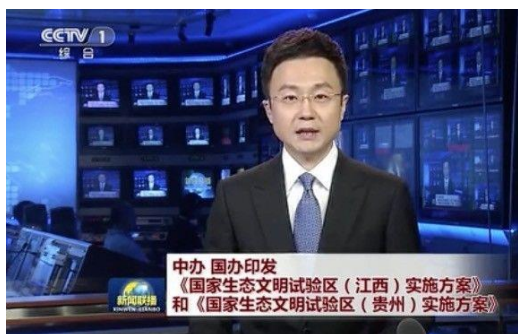 CCTV 1
综合
中办 国办印发
《国家生态文明试验区（江西）实施方案》
和《国家生态文明试验区（贵州）实施方案》
新闻联播
XINWEN LIANBO